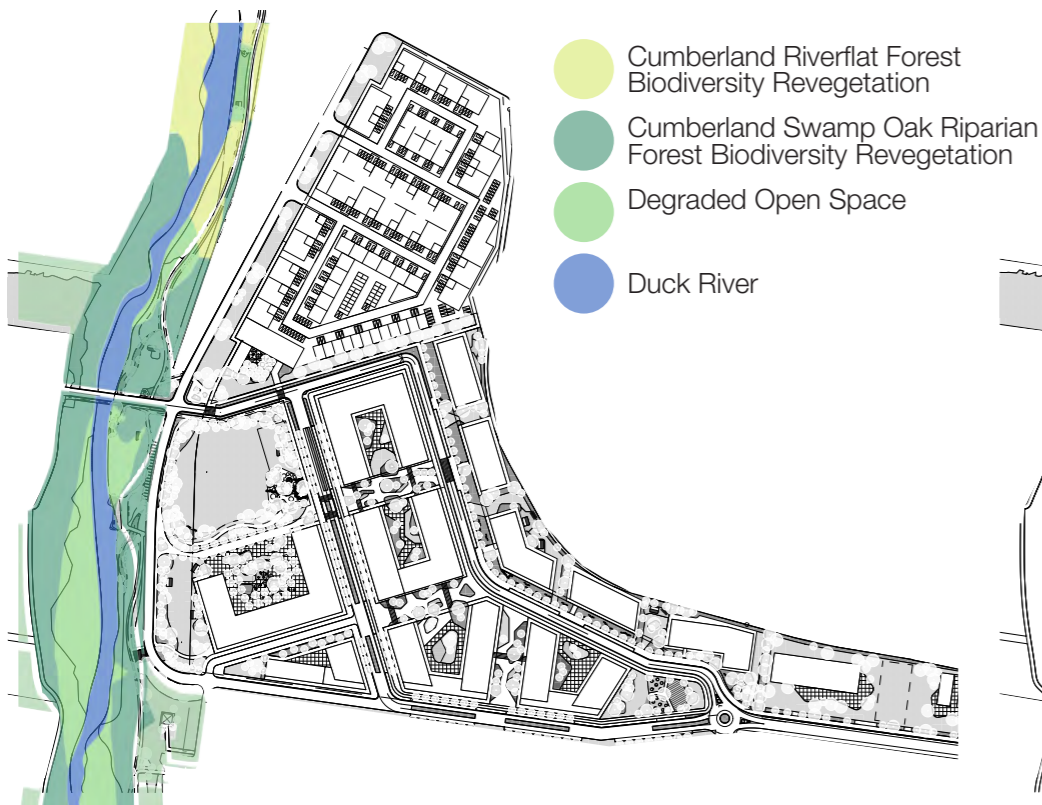 Cumberland Riverflat Forest
Biodiversity Revegetation
Cumberland Swamp Oak Riparian
Forest Biodiversity Revegetation
Degraded Open Space
Duck River